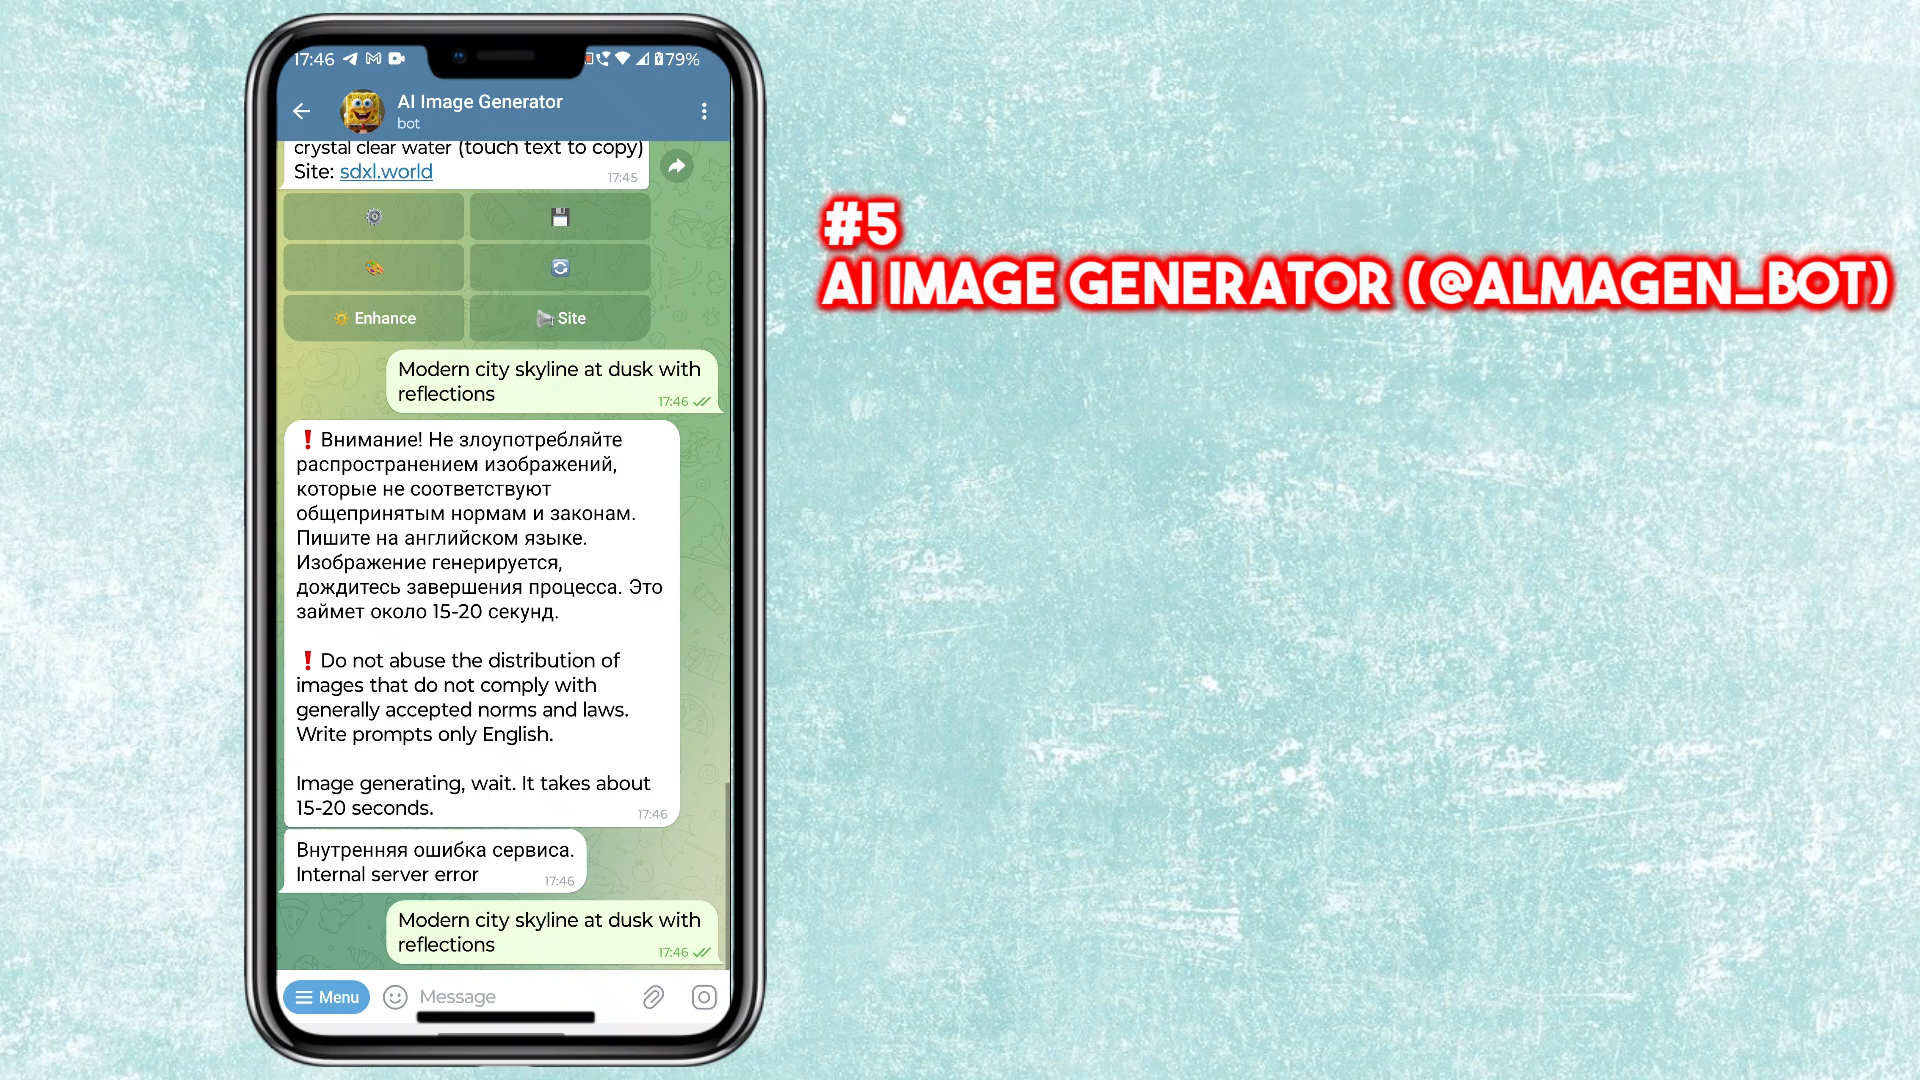 17:46
79%
AI Image Generator
bot
crystal clear water (touch text to copy)
Site: sdxl.world
17:45
Enhance
Site
Modern city skyline at dusk with
reflections
17:46
❗Внимание! Не злоупотребляйте
распространением изображений,
которые не соответствуют
общепринятым нормам и законам.
Пишите на английском языке.
Изображение генерируется,
дождитесь завершения процесса. Это
займет около 15-20 секунд.
❗Do not abuse the distribution of
images that do not comply with
generally accepted norms and laws.
Write prompts only English.
Image generating, wait. It takes about
15-20 seconds.
17:46
Внутренняя ошибка сервиса.
Internal server error
17:46
Modern city skyline at dusk with
reflections
17:46
Menu
Message
#5
AI IMAGE GENERATOR (@ALMAGEN_BOT)